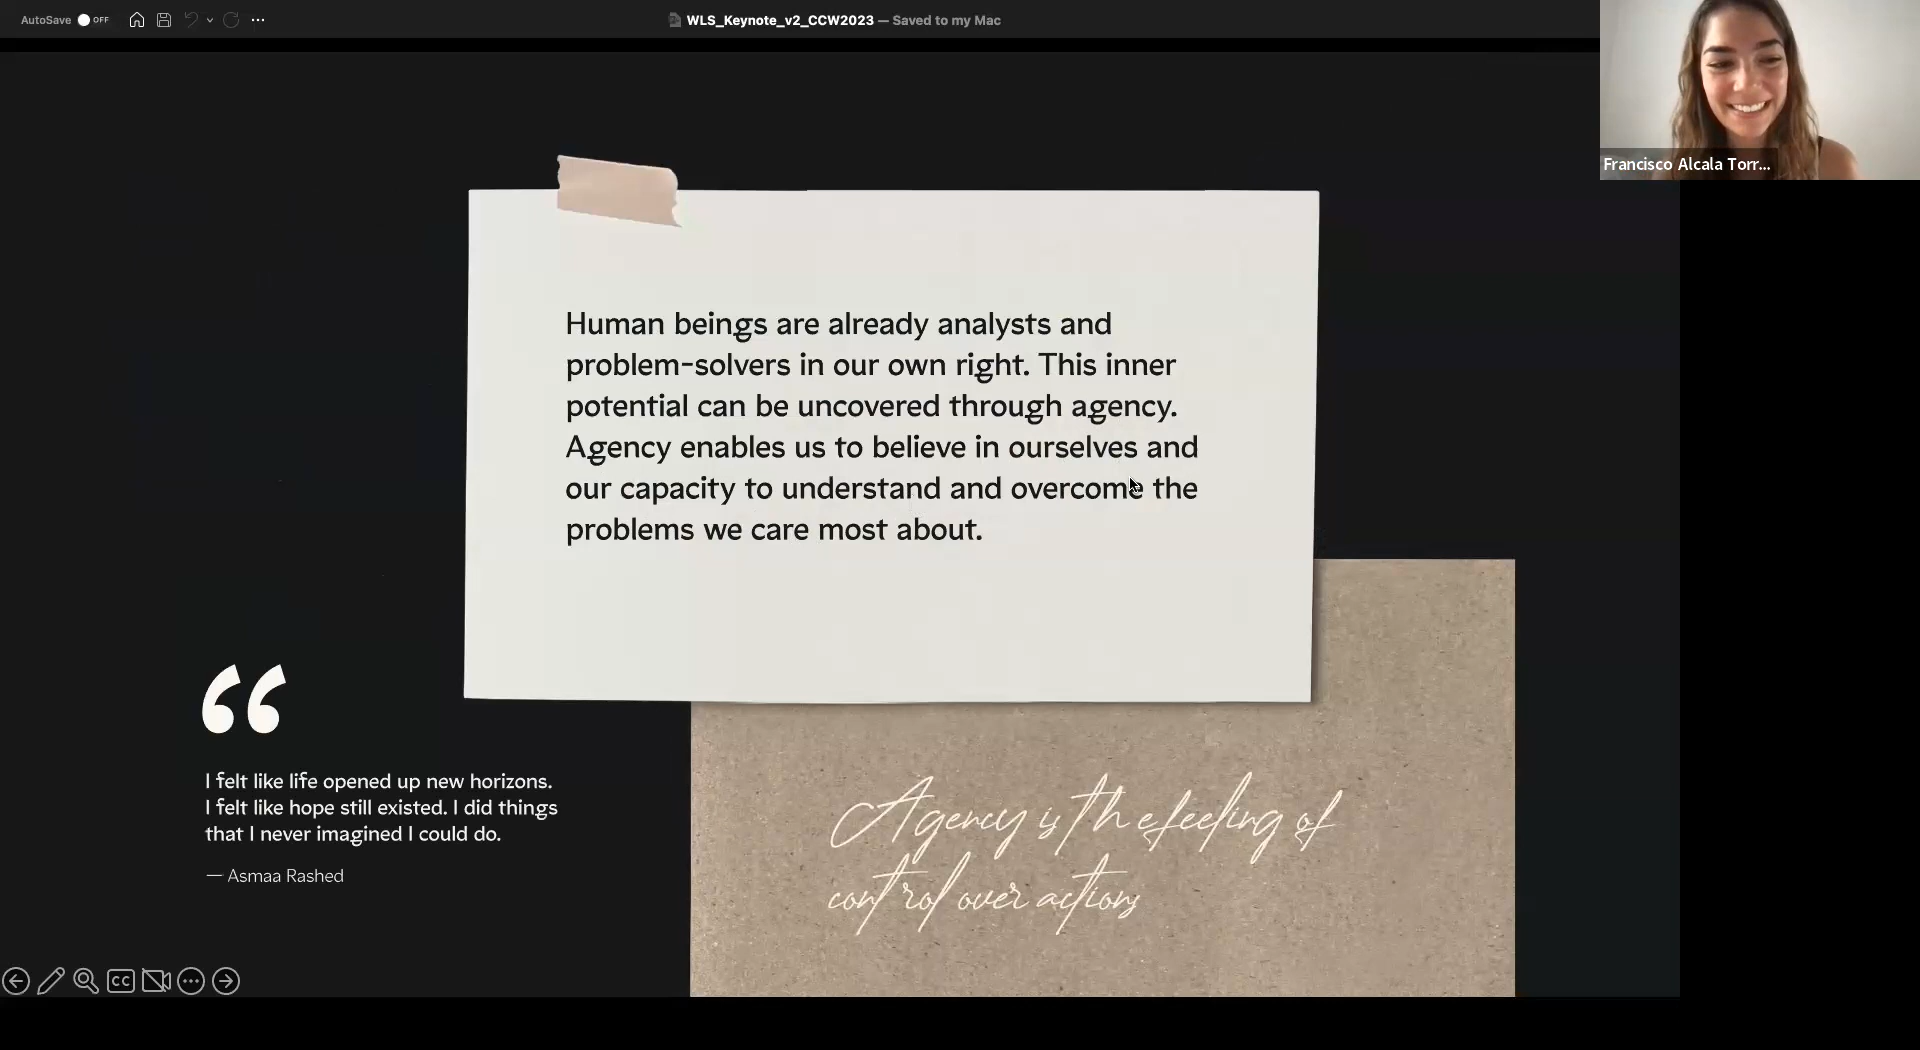 AutoSave OFF
WLS_Keynote_v2_CCW2023 — Saved to my Mac
Francisco Alcala Torr...
Human beings are already analysts and
problem-solvers in our own right. This inner
potential can be uncovered through agency.
Agency enables us to believe in ourselves and
our capacity to understand and overcome the
problems we care most about.
“
I felt like life opened up new horizons.
I felt like hope still existed. I did things
that I never imagined I could do.
— Asmaa Rashed
Agency is the feeling of
control over actions
CC